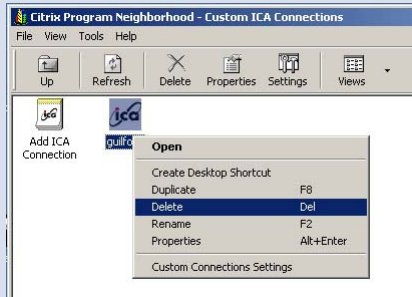 Citrix Program Neighborhood - Custom ICA Connections
File View Tools Help
Up Refresh Delete Properties Settings Views
ica ica
Add ICA
Connection
guilfo
Open
Create Desktop Shortcut
Duplicate F8
Delete Del
Rename F2
Properties Alt+Enter
Custom Connections Settings